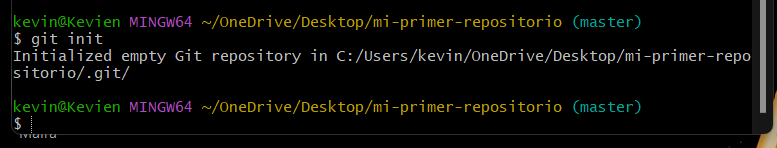 kevin@Kevien MINGW64 ~/OneDrive/Desktop/mi-primer-repositorio (master)
$ git init
Initialized empty Git repository in C:/Users/kevin/OneDrive/Desktop/mi-primer-repo
sitorio/.git/
kevin@Kevien MINGW64 ~/OneDrive/Desktop/mi-primer-repositorio (master)
$